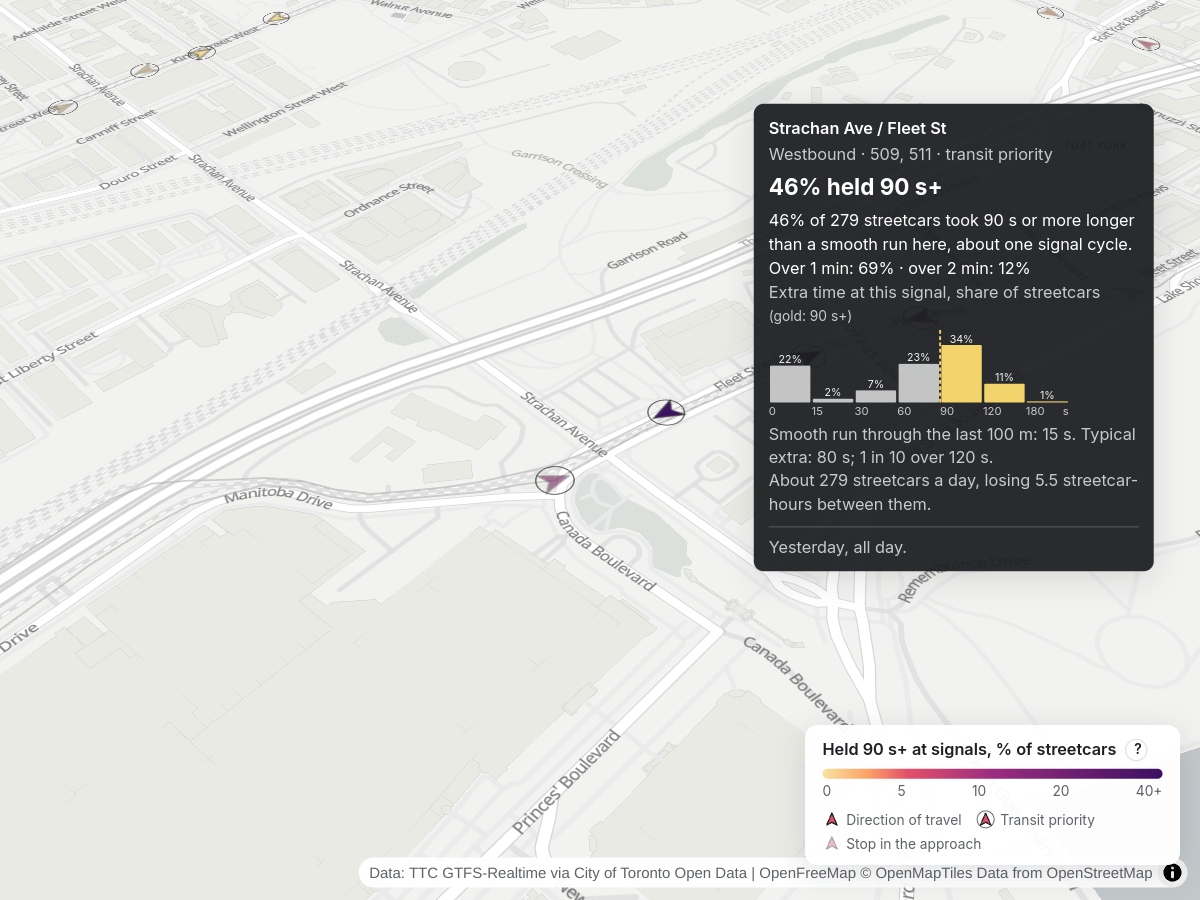 Adelaide Street West
Walnut Avenue
Fort York Boulevard
Strachan Avenue
Canniff Street
Wellington Street West
Douro Street
Strachan Avenue
Garrison Crossing
Ordnance Street
Garrison Road
Strachan Avenue
t Liberty Street
Strachan Avenue
Manitoba Drive
Canada Boulevard
Drive
Canada Boulevard
Princes' Boulevard
Strachan Ave / Fleet St
Westbound · 509, 511 · transit priority
46% held 90 s+
46% of 279 streetcars took 90 s or more longer
than a smooth run here, about one signal cycle.
Over 1 min: 69% · over 2 min: 12%
Extra time at this signal, share of streetcars
(gold: 90 s+)
22% 2% 7% 23% 34% 11% 1%
0 15 30 60 90 120 180 s
Smooth run through the last 100 m: 15 s. Typical
extra: 80 s; 1 in 10 over 120 s.
About 279 streetcars a day, losing 5.5 streetcar-
hours between them.
Yesterday, all day.
Held 90 s+ at signals, % of streetcars ?
0 5 10 20 40+
Direction of travel Transit priority
Stop in the approach
Data: TTC GTFS-Realtime via City of Toronto Open Data | OpenFreeMap © OpenMapTiles Data from OpenStreetMap